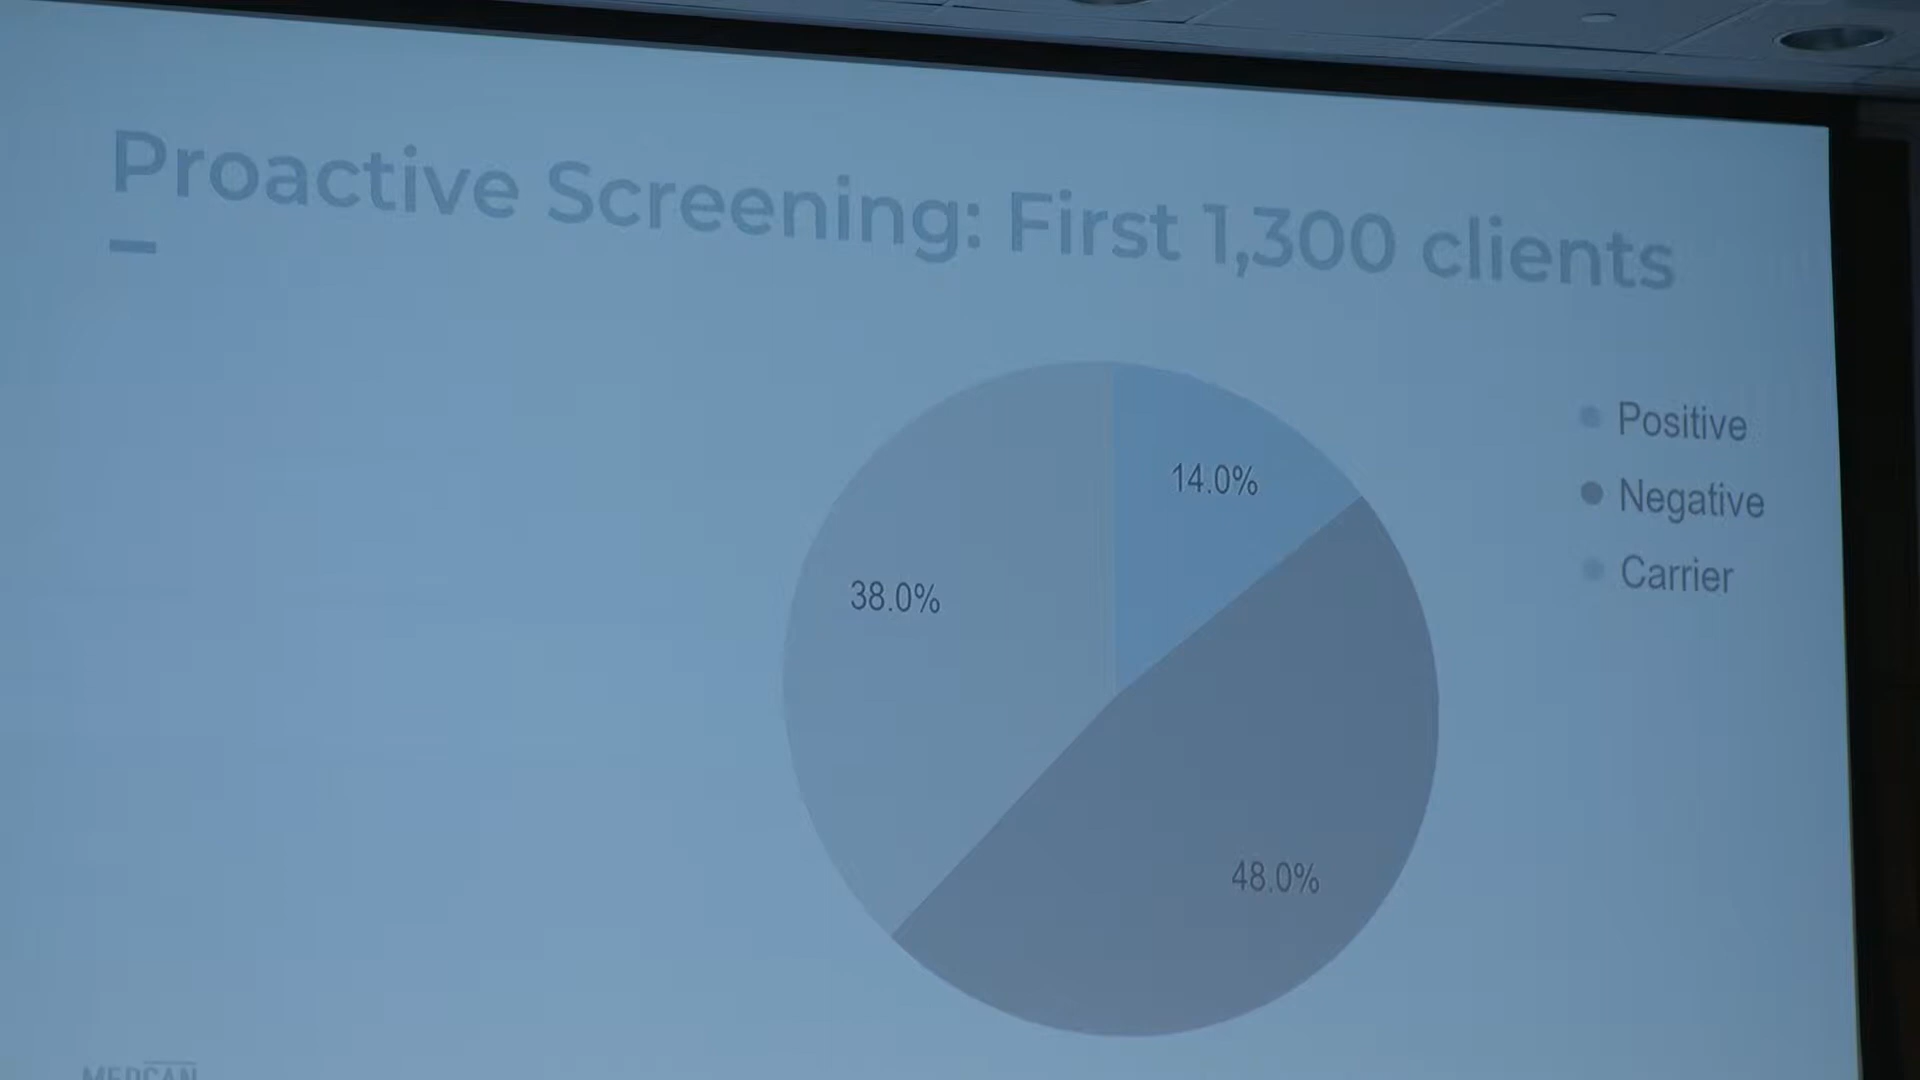 Proactive Screening: First 1,300 clients
14.0%
Positive
Negative
38.0%
Carrier
48.0%